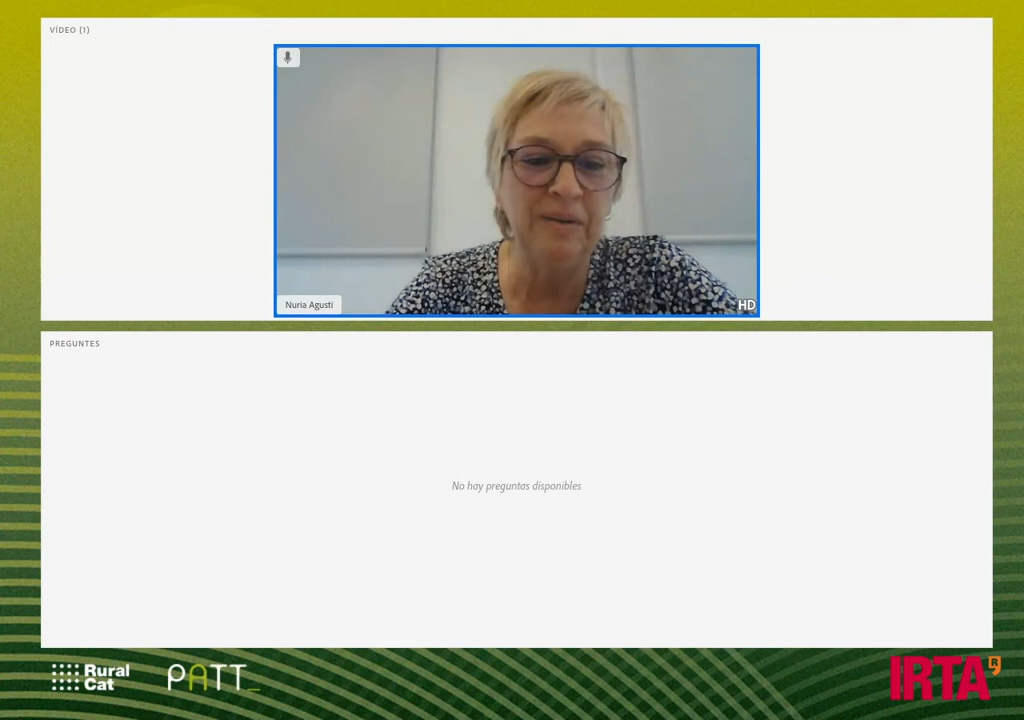 VÍDEO (1)
Nuria Agusti
HD
PREGUNTES
No hay preguntas disponibles
Rural
Cat
PATT_
IRTA
R